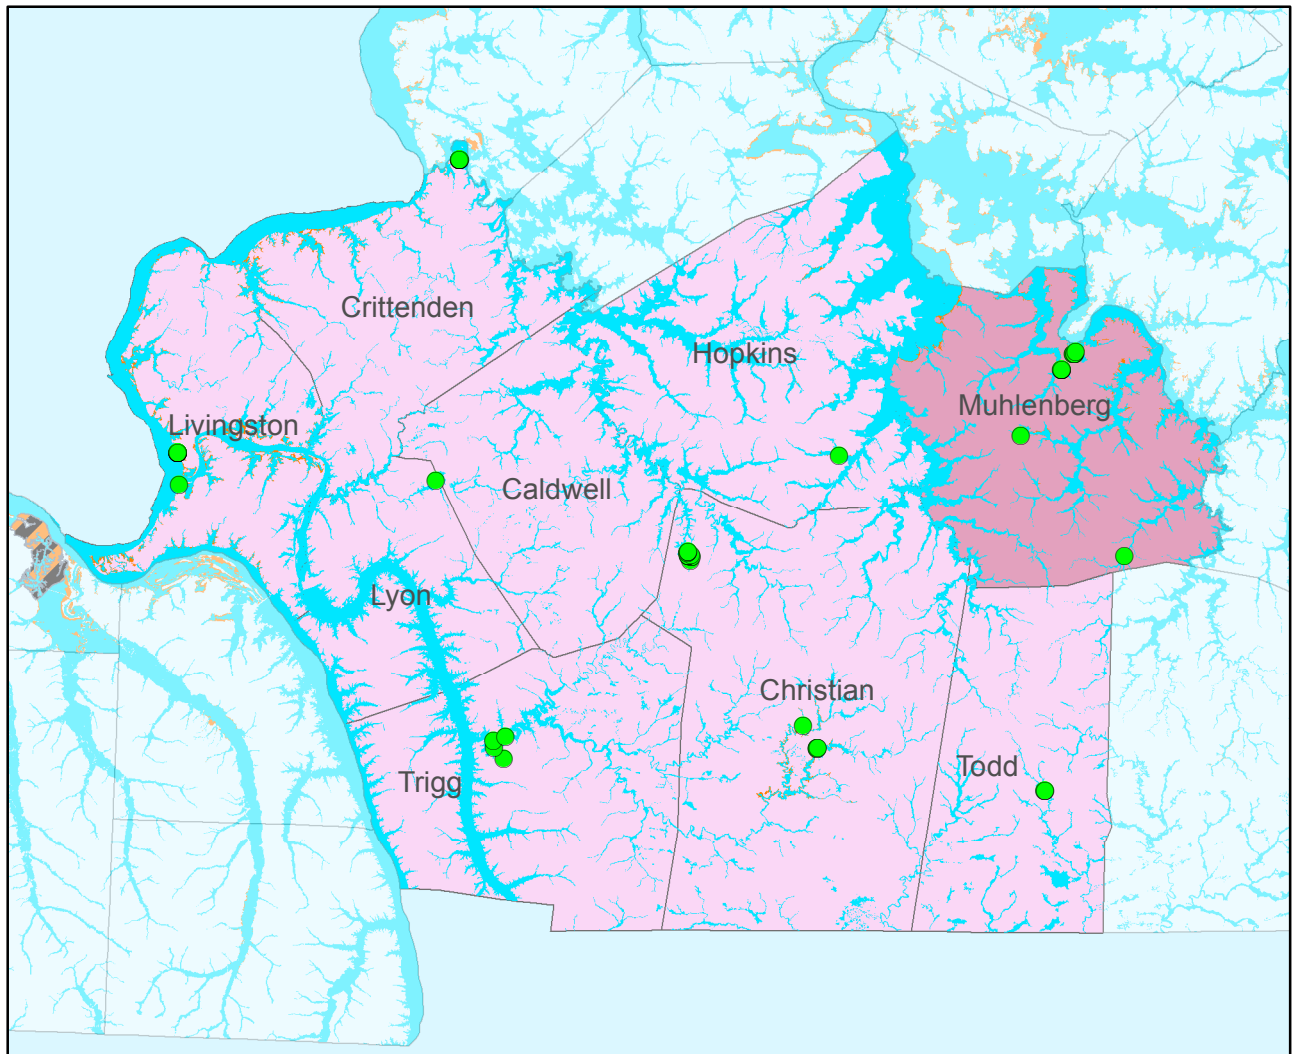 Crittenden
Hopkins
Livingston
Muhlenberg
Caldwell
Lyon
Christian
Trigg
Todd